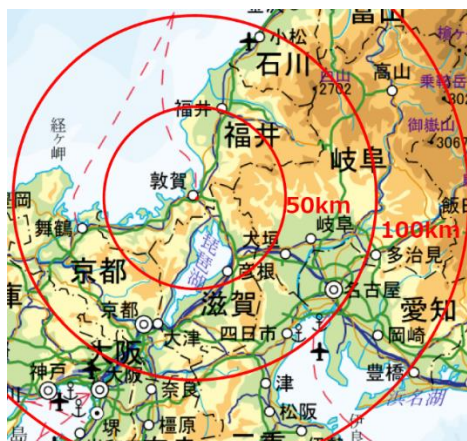 富山
小松
石川
白山
2702
高山
乗鞍岳
御嶽山
3067
福井
福井
岐阜
経ヶ岬
敦賀
50km
100km
飯田
豊岡
舞鶴
琵琶湖
大垣
岐阜
多治見
京都
彦根
滋賀
名古屋
愛知
京都
大津
四日市
岡崎
大阪
神戸
大阪
奈良
津
豊橋
浜名湖
堺
橿原
松阪